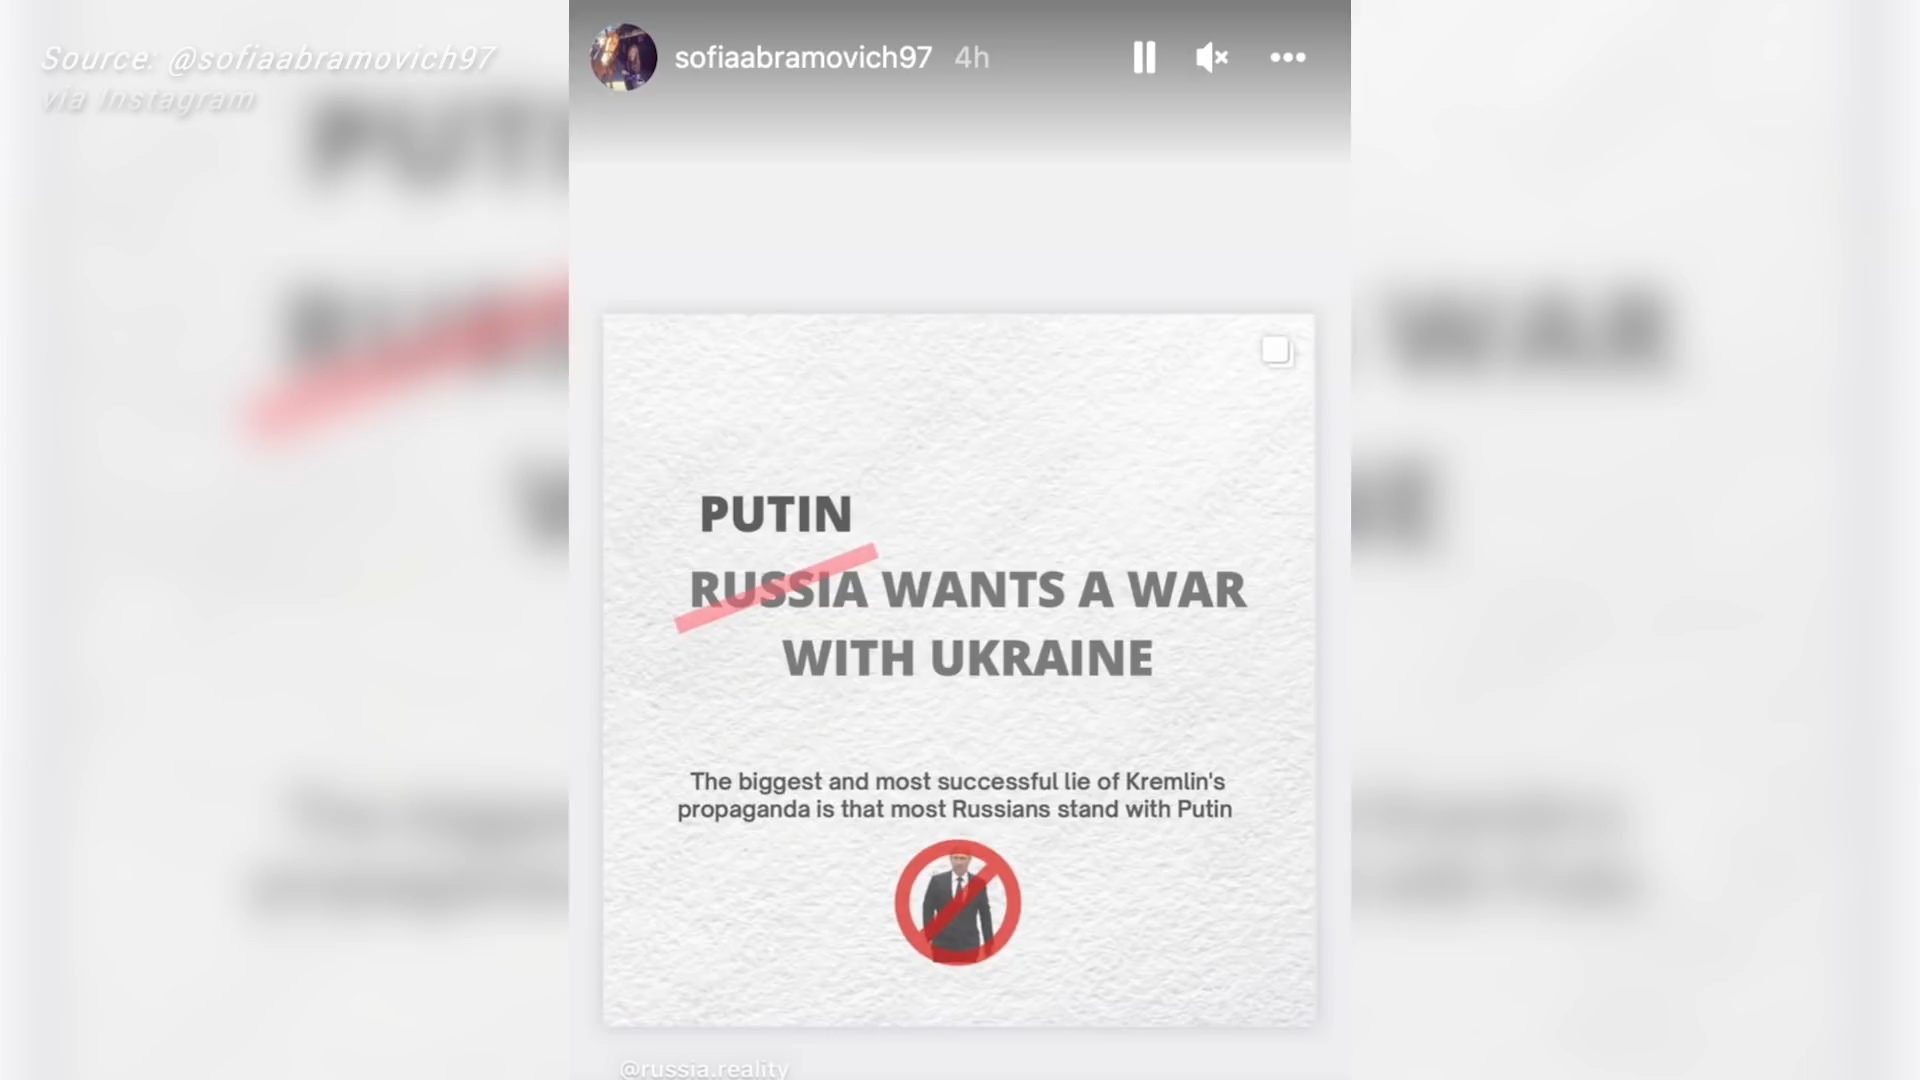 Source: @sofiaabramovich97
via Instagram
sofiaabramovich97 4h
PUTIN
RUSSIA WANTS A WAR
WITH UKRAINE
The biggest and most successful lie of Kremlin's
propaganda is that most Russians stand with Putin
@russia.reality